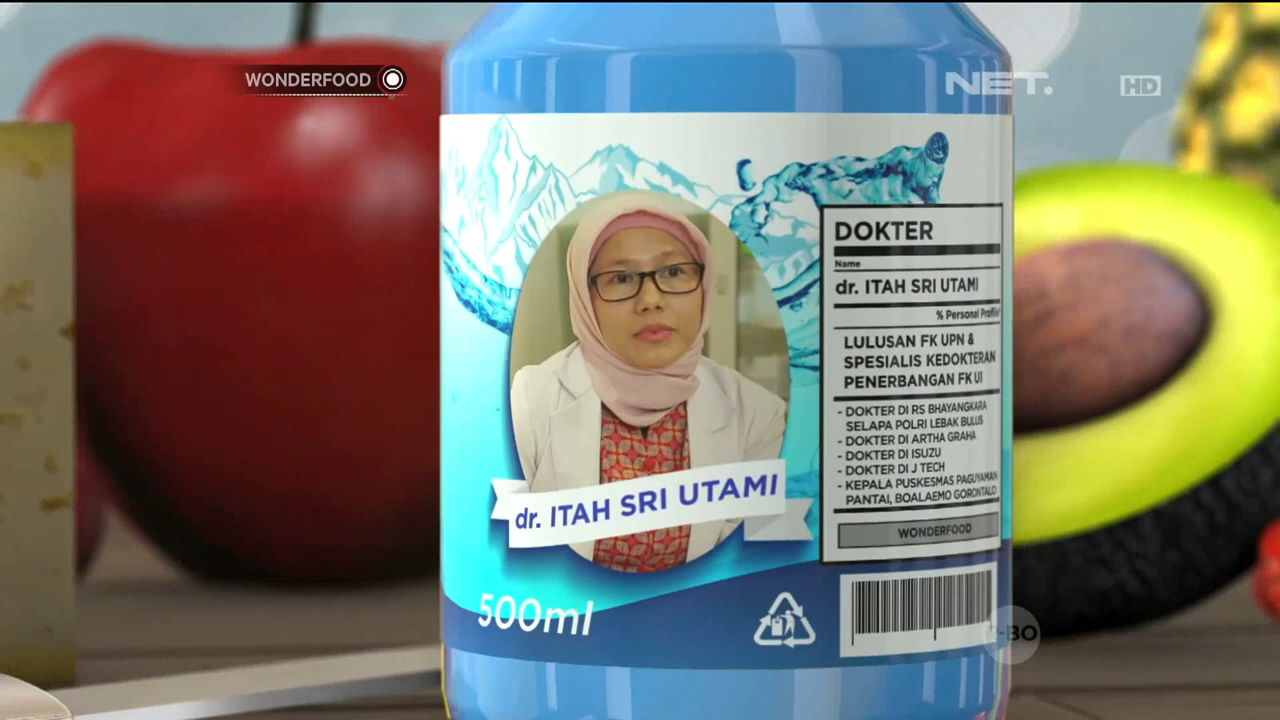 WONDERFOOD
NET.
HD
DOKTER
Name
dr. ITAH SRI UTAMI
% Personal Profile*
LULUSAN FK UPN &
SPESIALIS KEDOKTERAN
PENERBANGAN FK UI
- DOKTER DI RS BHAYANGKARA
SELAPA POLRI LEBAK BULUS
- DOKTER DI ARTHA GRAHA
- DOKTER DI ISUZU
- DOKTER DI J TECH
- KEPALA PUSKESMAS PAGUYAMAN
PANTAI, BOALAEMO GORONTALO
WONDERFOOD
dr. ITAH SRI UTAMI
500ml